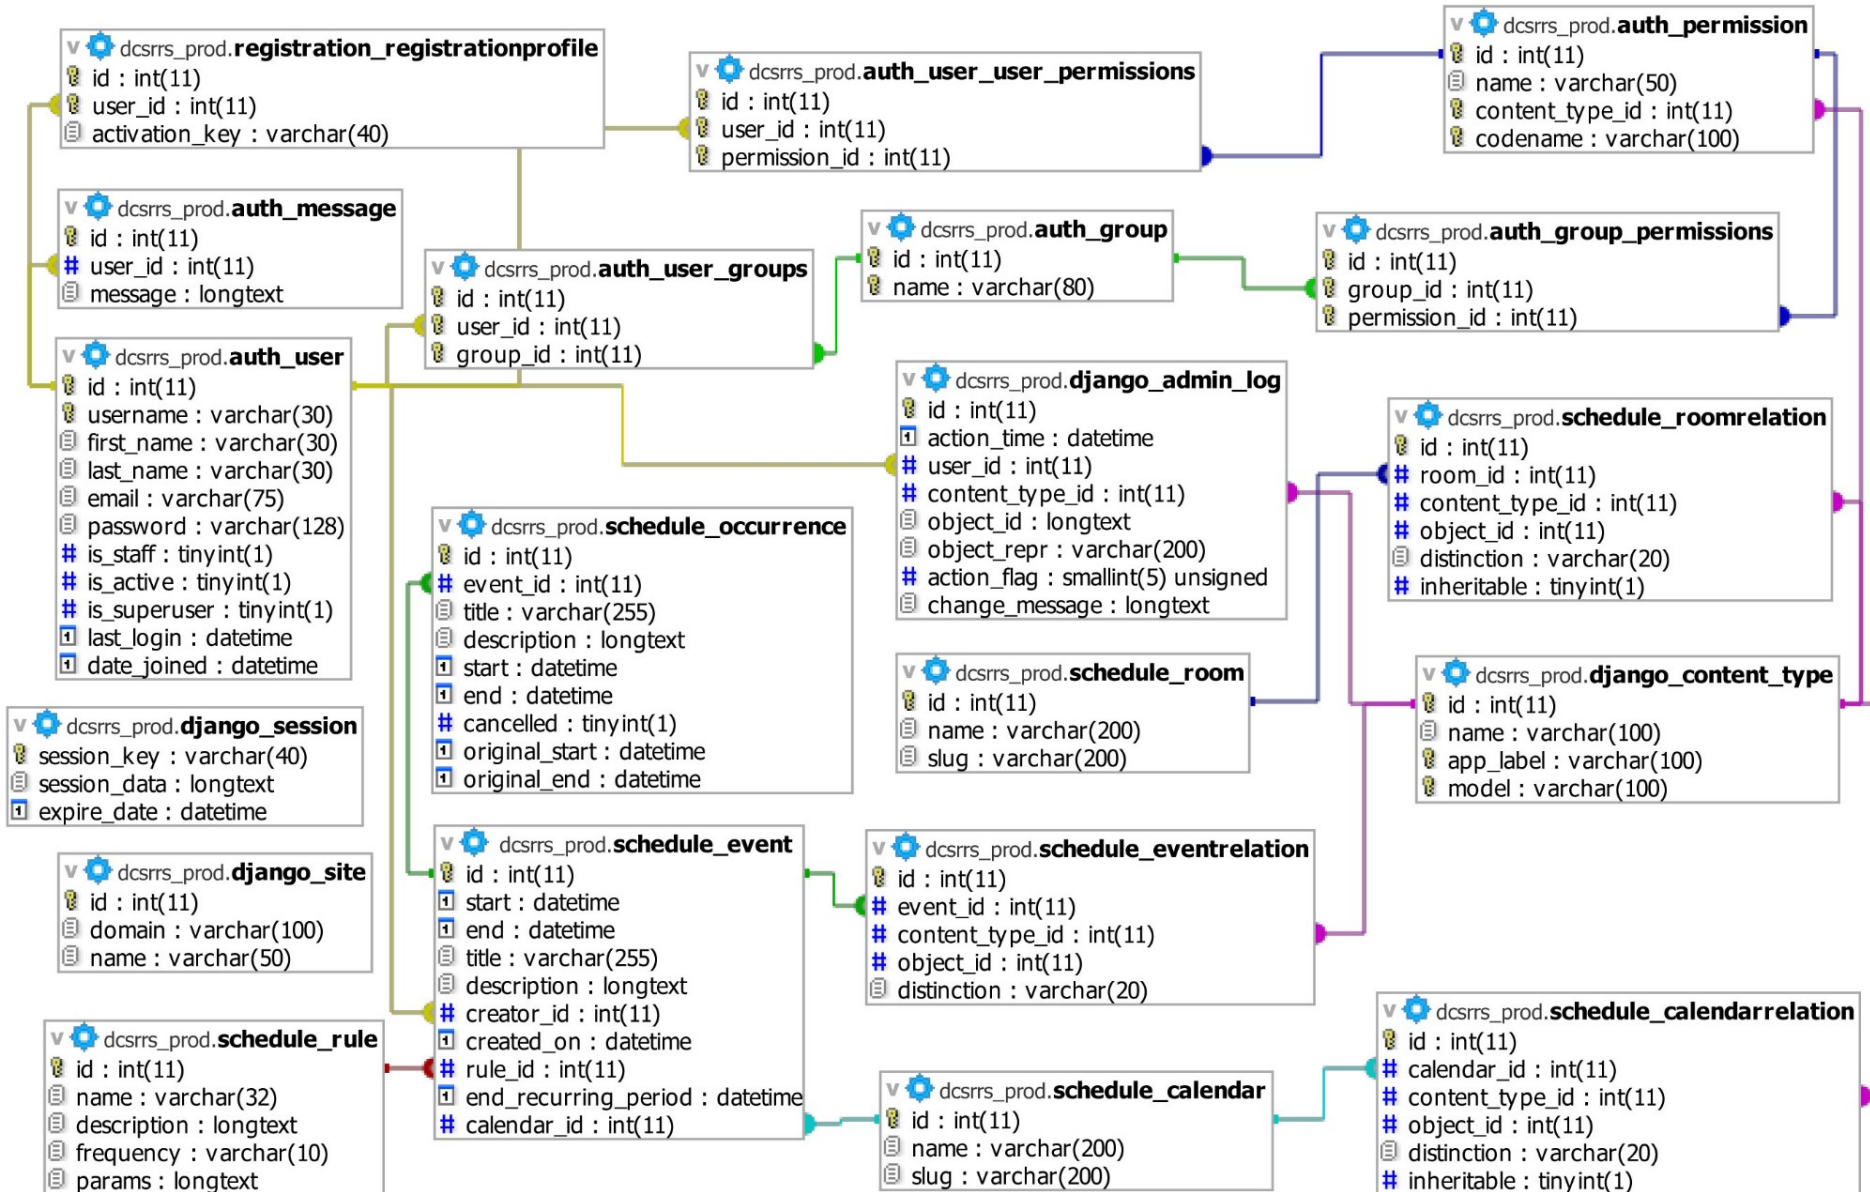 dcsrrs_prod.registration_registrationprofile
id : int(11)
user_id : int(11)
activation_key : varchar(40)
dcsrrs_prod.auth_user_user_permissions
id : int(11)
user_id : int(11)
permission_id : int(11)
dcsrrs_prod.auth_permission
id : int(11)
name : varchar(50)
content_type_id : int(11)
codename : varchar(100)
dcsrrs_prod.auth_message
id : int(11)
user_id : int(11)
message : longtext
dcsrrs_prod.auth_user_groups
id : int(11)
user_id : int(11)
group_id : int(11)
dcsrrs_prod.auth_group
id : int(11)
name : varchar(80)
dcsrrs_prod.auth_group_permissions
id : int(11)
group_id : int(11)
permission_id : int(11)
dcsrrs_prod.auth_user
id : int(11)
username : varchar(30)
first_name : varchar(30)
last_name : varchar(30)
email : varchar(75)
password : varchar(128)
is_staff : tinyint(1)
is_active : tinyint(1)
is_superuser : tinyint(1)
last_login : datetime
date_joined : datetime
dcsrrs_prod.django_admin_log
id : int(11)
action_time : datetime
user_id : int(11)
content_type_id : int(11)
object_id : longtext
object_repr : varchar(200)
action_flag : smallint(5) unsigned
change_message : longtext
dcsrrs_prod.schedule_roomrelation
id : int(11)
room_id : int(11)
content_type_id : int(11)
object_id : int(11)
distinction : varchar(20)
inheritable : tinyint(1)
dcsrrs_prod.schedule_occurrence
id : int(11)
event_id : int(11)
title : varchar(255)
description : longtext
start : datetime
end : datetime
cancelled : tinyint(1)
original_start : datetime
original_end : datetime
dcsrrs_prod.schedule_room
id : int(11)
name : varchar(200)
slug : varchar(200)
dcsrrs_prod.django_content_type
id : int(11)
name : varchar(100)
app_label : varchar(100)
model : varchar(100)
dcsrrs_prod.django_session
session_key : varchar(40)
session_data : longtext
expire_date : datetime
dcsrrs_prod.django_site
id : int(11)
domain : varchar(100)
name : varchar(50)
dcsrrs_prod.schedule_event
id : int(11)
start : datetime
end : datetime
title : varchar(255)
description : longtext
creator_id : int(11)
created_on : datetime
rule_id : int(11)
end_recurring_period : datetime
calendar_id : int(11)
dcsrrs_prod.schedule_eventrelation
id : int(11)
event_id : int(11)
content_type_id : int(11)
object_id : int(11)
distinction : varchar(20)
dcsrrs_prod.schedule_rule
id : int(11)
name : varchar(32)
description : longtext
frequency : varchar(10)
params : longtext
dcsrrs_prod.schedule_calendar
id : int(11)
name : varchar(200)
slug : varchar(200)
dcsrrs_prod.schedule_calendarrelation
id : int(11)
calendar_id : int(11)
content_type_id : int(11)
object_id : int(11)
distinction : varchar(20)
inheritable : tinyint(1)